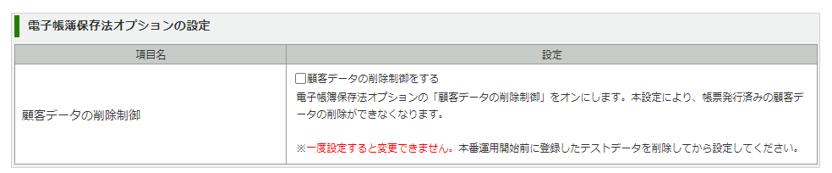 電子帳簿保存法オプションの設定
項目名
設定
顧客データの削除制御
顧客データの削除制御をする
電子帳簿保存法オプションの「顧客データの削除制御」をオンにします。本設定により、帳票発行済みの顧客デ
ータの削除ができなくなります。
※一度設定すると変更できません。本番運用開始前に登録したテストデータを削除してから設定してください。